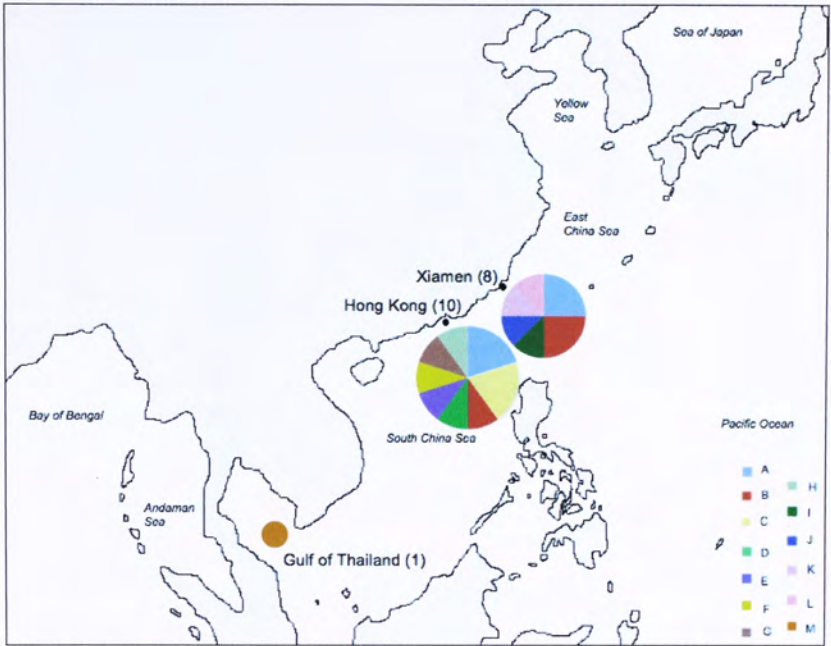 Sea of Japan
Yellow
Sea
East
China Sea
Xiamen (8)
Hong Kong (10)
Bay of Bengal
South China Sea
Pacific Ocean
Andaman
Sea
Gulf of Thailand (1)
A
B
C
D
E
F
G
H
I
J
K
L
M